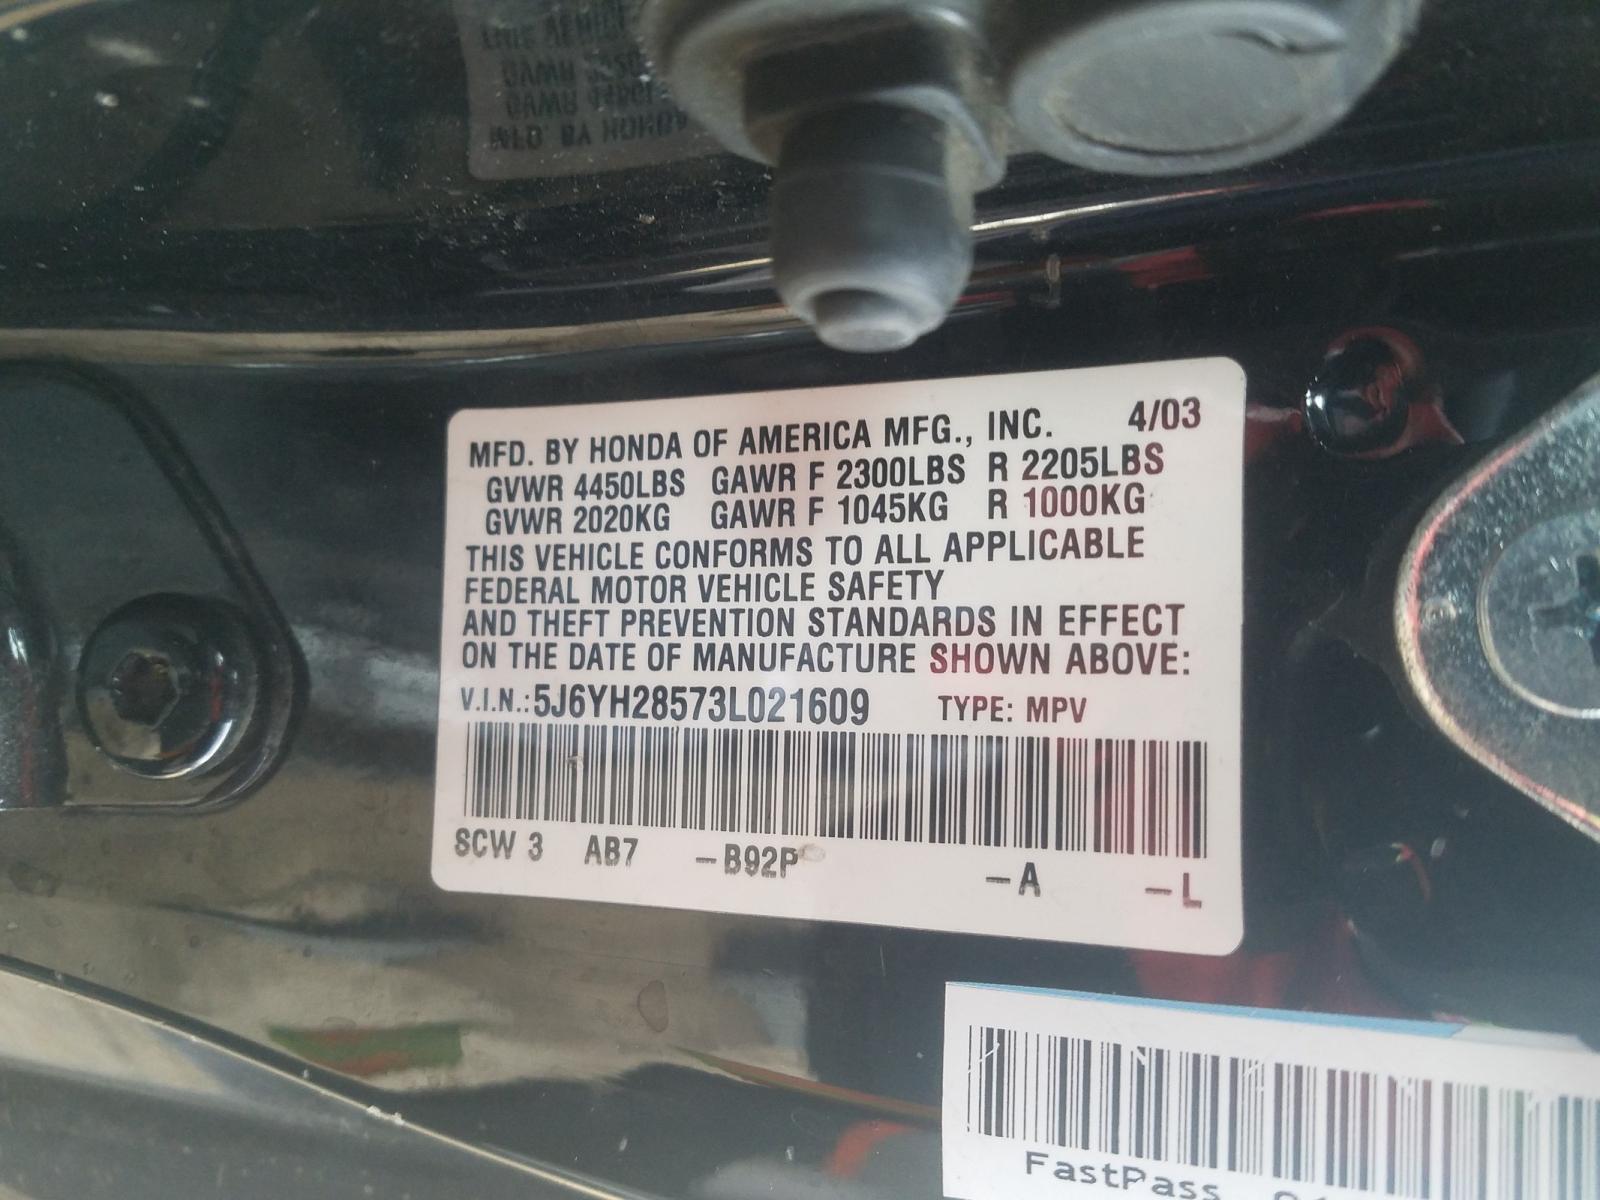 MFD. BY HONDA OF AMERICA MFG., INC. 4/03
GVWR 4450LBS GAWR F 2300LBS R 2205LBS
GVWR 2020KG GAWR F 1045KG R 1000KG
THIS VEHICLE CONFORMS TO ALL APPLICABLE
FEDERAL MOTOR VEHICLE SAFETY
AND THEFT PREVENTION STANDARDS IN EFFECT
ON THE DATE OF MANUFACTURE SHOWN ABOVE:
V.I.N.: 5J6YH28573L021609 TYPE: MPV
SCW 3 AB7 -B92P -A -L
FastPass